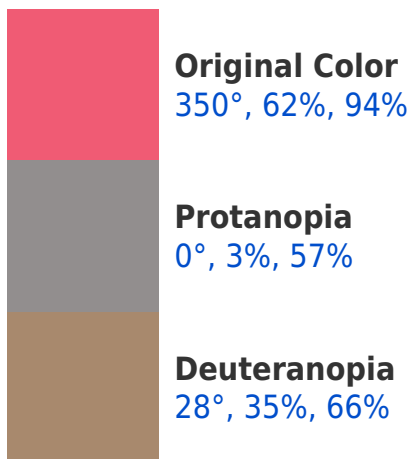 Original Color
350°, 62%, 94%
Protanopia
0°, 3%, 57%
Deuteranopia
28°, 35%, 66%